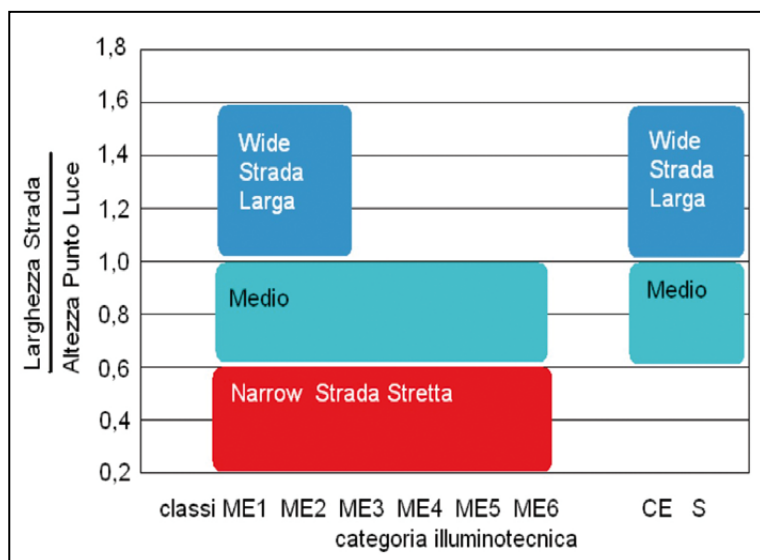 1,8
1,6
1,4
1,2
1,0
0,8
0,6
0,4
0,2
Larghezza Strada
Altezza Punto Luce
Wide
Strada
Larga
Wide
Strada
Larga
Medio
Medio
Narrow Strada Stretta
classi ME1 ME2 ME3 ME4 ME5 ME6 CE S
categoria illuminotecnica